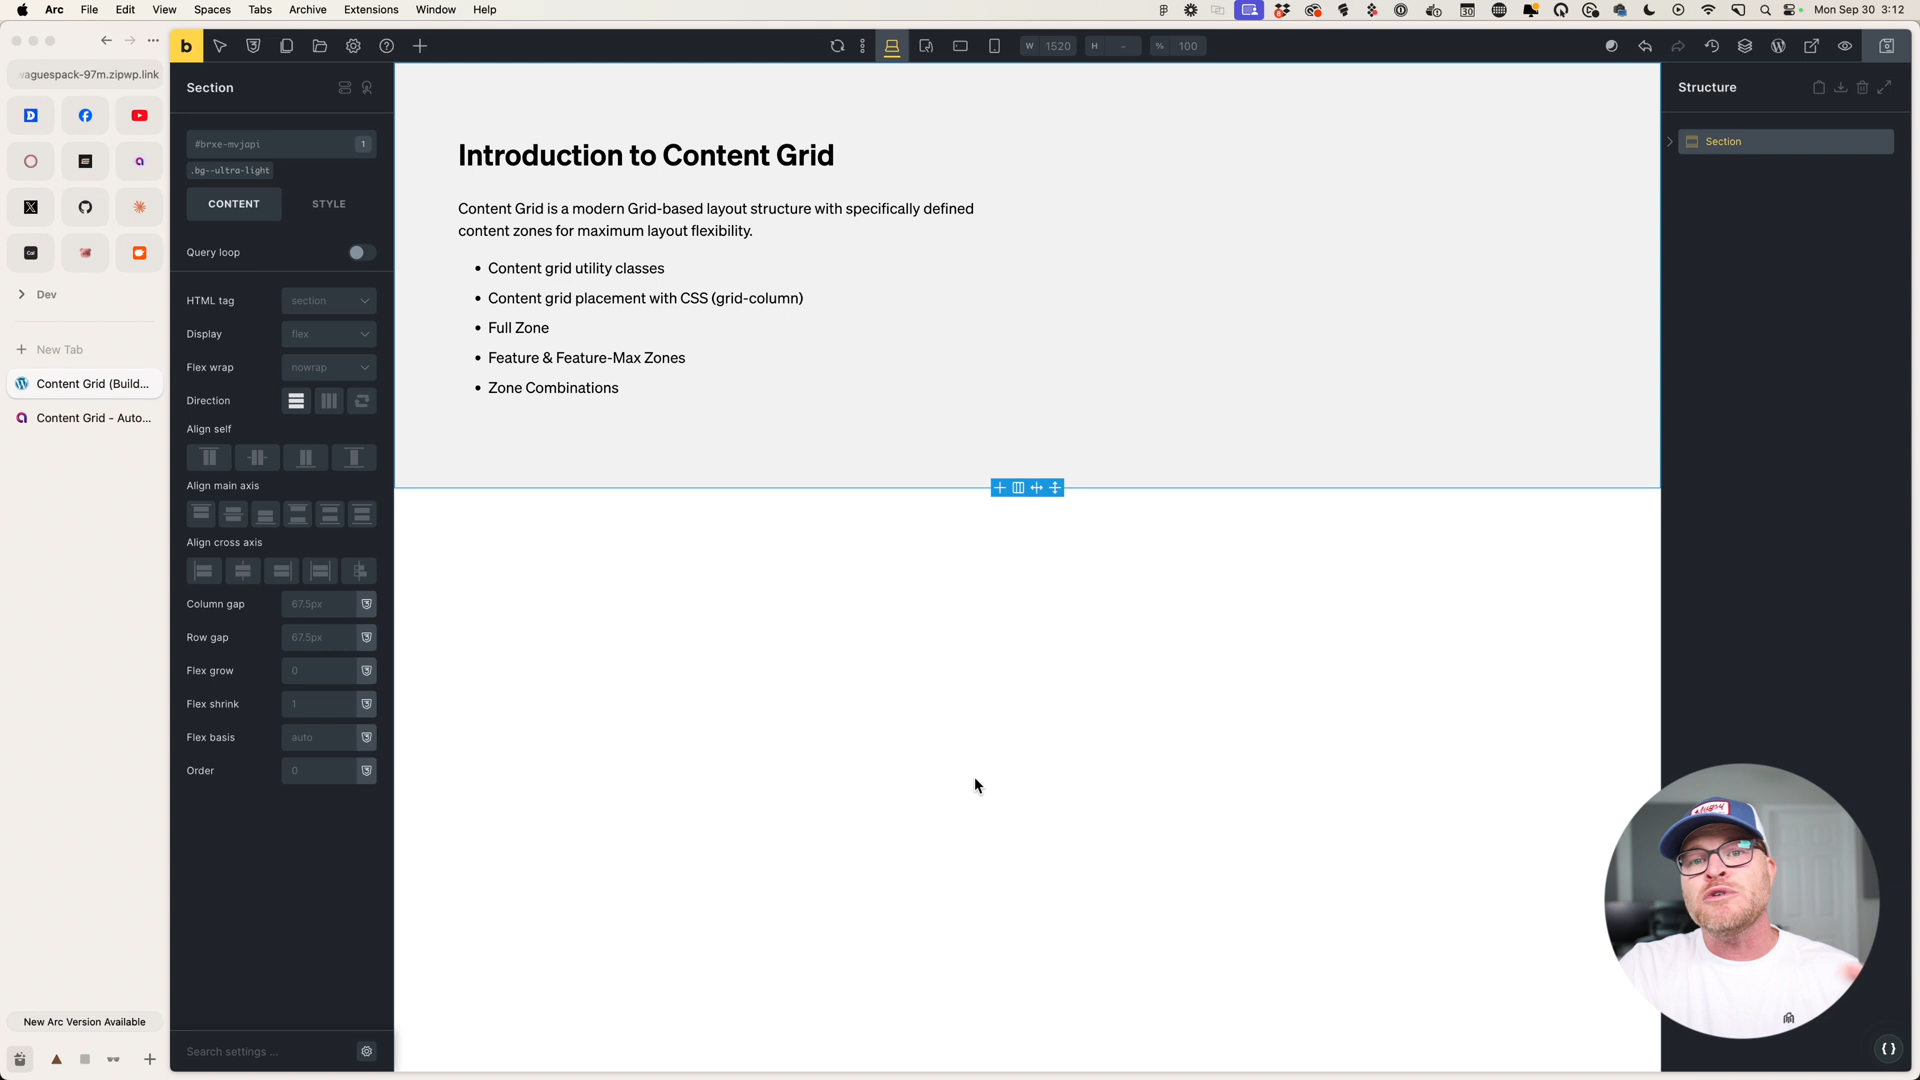 Arc File Edit View Spaces Tabs Archive Extensions Window Help
Mon Sep 30 3:12
vaguespack-97m.zipwp.link
Dev
New Tab
Content Grid (Build...
Content Grid - Auto...
New Arc Version Available
b
W 1520 H - % 100
Section
#brxe-mvjapi 1
.bg--ultra-light
CONTENT STYLE
Query loop
HTML tag section
Display flex
Flex wrap nowrap
Direction
Align self
Align main axis
Align cross axis
Column gap 67.5px
Row gap 67.5px
Flex grow 0
Flex shrink 1
Flex basis auto
Order 0
Search settings ...
Introduction to Content Grid
Content Grid is a modern Grid-based layout structure with specifically defined
content zones for maximum layout flexibility.
• Content grid utility classes
• Content grid placement with CSS (grid-column)
• Full Zone
• Feature & Feature-Max Zones
• Zone Combinations
Structure
Section
{ }